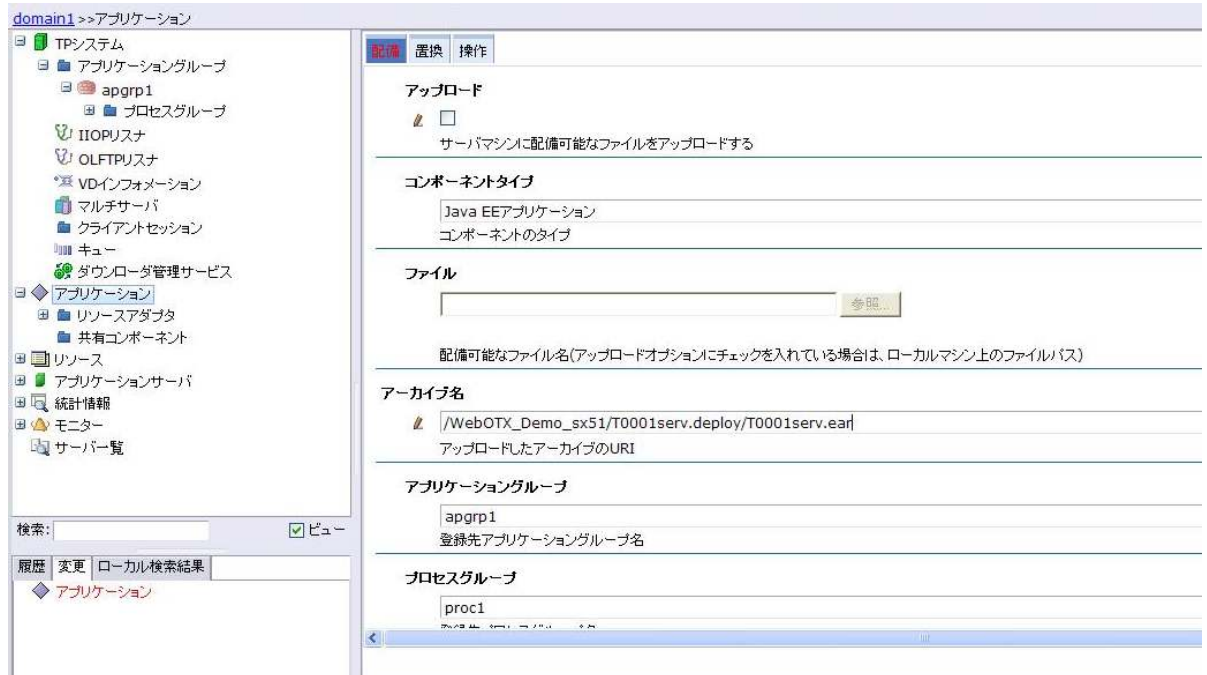 domain1 >>アプリケーション
TPシステム
アプリケーショングループ
apgrp1
プロセスグループ
IIOPリスナ
OLFTPリスナ
VDインフォメーション
マルチサーバ
クライアントセッション
キュー
ダウンローダ管理サービス
アプリケーション
リソースアダプタ
共有コンポーネント
リソース
アプリケーションサーバ
統計情報
モニター
サーバ一覧
検索:
ビュー
履歴 変更 ローカル検索結果
アプリケーション
配備 置換 操作
アップロード
サーバマシンに配備可能なファイルをアップロードする
コンポーネントタイプ
Java EEアプリケーション
コンポーネントのタイプ
ファイル
参照...
配備可能なファイル名(アップロードオプションにチェックを入れている場合は、ローカルマシン上のファイルパス)
アーカイブ名
/WebOTX_Demo_sx51/T0001serv.deploy/T0001serv.ear
アップロードしたアーカイブのURI
アプリケーショングループ
apgrp1
登録先アプリケーショングループ名
プロセスグループ
proc1